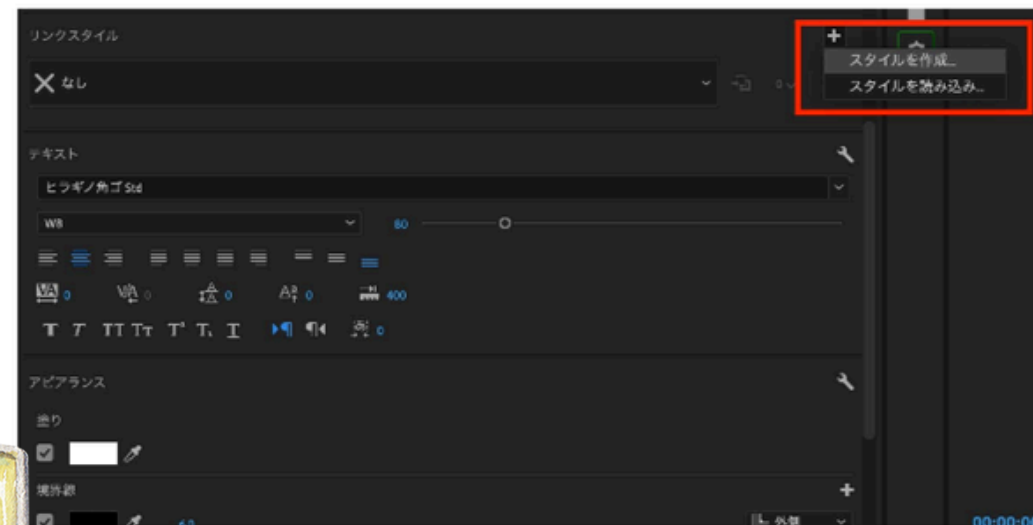 リンクスタイル
スタイルを作成...
スタイルを読み込み...
なし
テキスト
ヒラギノ角ゴ Std
W8
60
0 0 0 0 400
0
アピアランス
塗り
境界線
外側
00:00:0